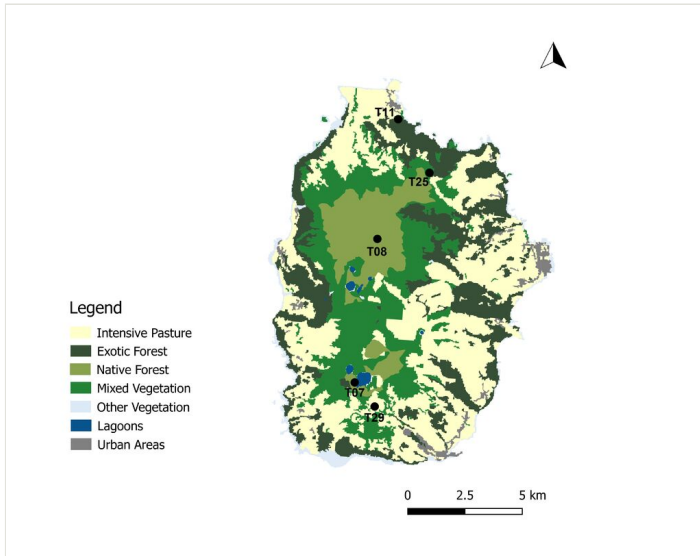 T11
T25
T08
T07
T29
Legend
Intensive Pasture
Exotic Forest
Native Forest
Mixed Vegetation
Other Vegetation
Lagoons
Urban Areas
0 2.5 5 km